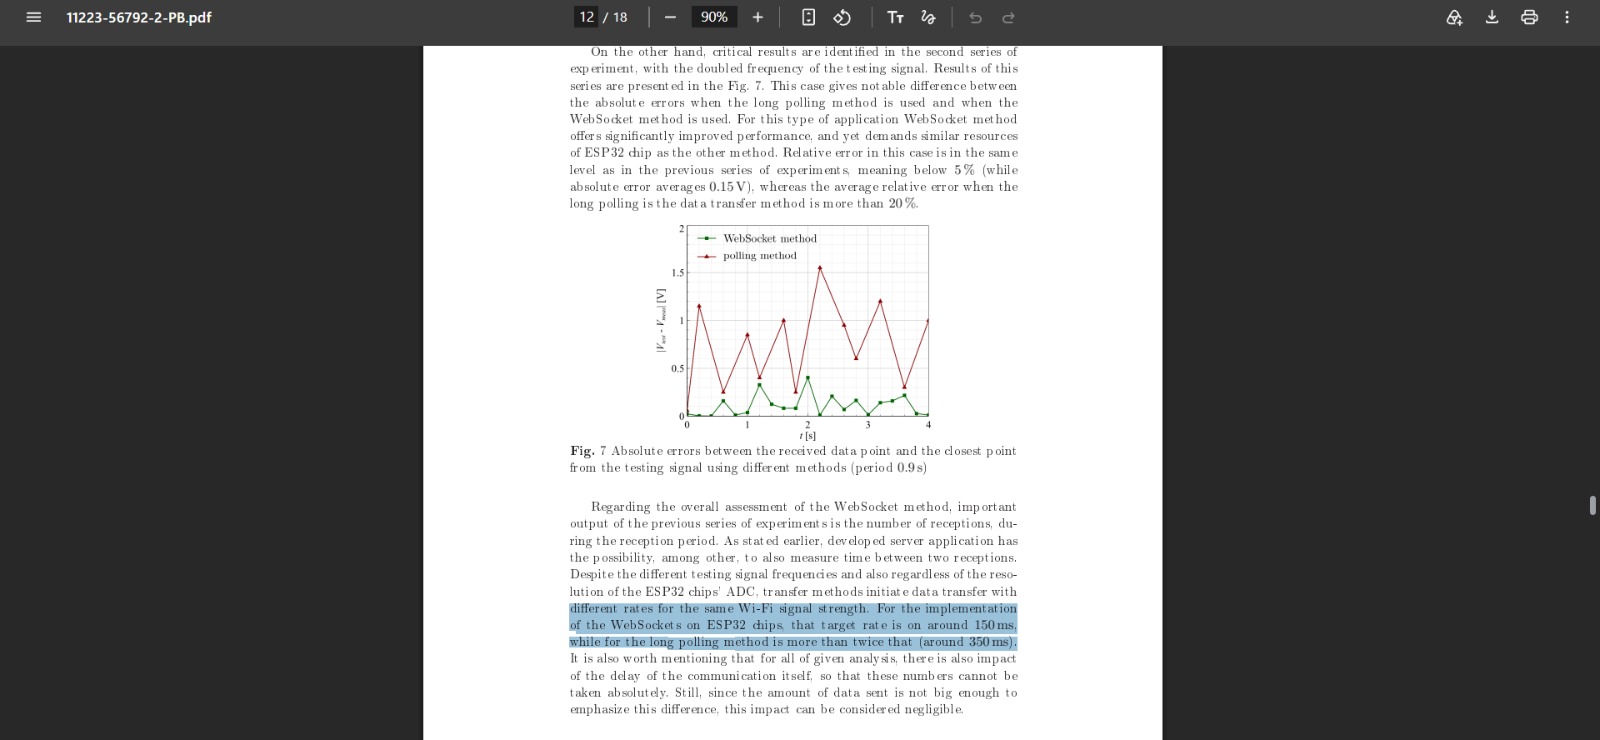 11223-56792-2-PB.pdf
12 / 18
90%
On the other hand, critical results are identified in the second series of
experiment, with the doubled frequency of the testing signal. Results of this
series are presented in the Fig. 7. This case gives notable difference between
the absolute errors when the long polling method is used and when the
WebSocket method is used. For this type of application WebSocket method
offers significantly improved performance, and yet demands similar resources
of ESP32 chip as the other method. Relative error in this case is in the same
level as in the previous series of experiments, meaning below 5 % (while
absolute error averages 0.15 V), whereas the average relative error when the
long polling is the data transfer method is more than 20 %.
2
WebSocket method
polling method
1.5
1
0.5
0
|Vtest - Vmeas| [V]
0 1 2 3 4
t [s]
Fig. 7 Absolute errors between the received data point and the closest point
from the testing signal using different methods (period 0.9 s)
Regarding the overall assessment of the WebSocket method, important
output of the previous series of experiments is the number of receptions, du-
ring the reception period. As stated earlier, developed server application has
the possibility, among other, to also measure time between two receptions.
Despite the different testing signal frequencies and also regardless of the reso-
lution of the ESP32 chips' ADC, transfer methods initiate data transfer with
different rates for the same Wi-Fi signal strength. For the implementation
of the WebSockets on ESP32 chips, that target rate is on around 150 ms,
while for the long polling method is more than twice that (around 350 ms).
It is also worth mentioning that for all of given analysis, there is also impact
of the delay of the communication itself, so that these numbers cannot be
taken absolutely. Still, since the amount of data sent is not big enough to
emphasize this difference, this impact can be considered negligible.